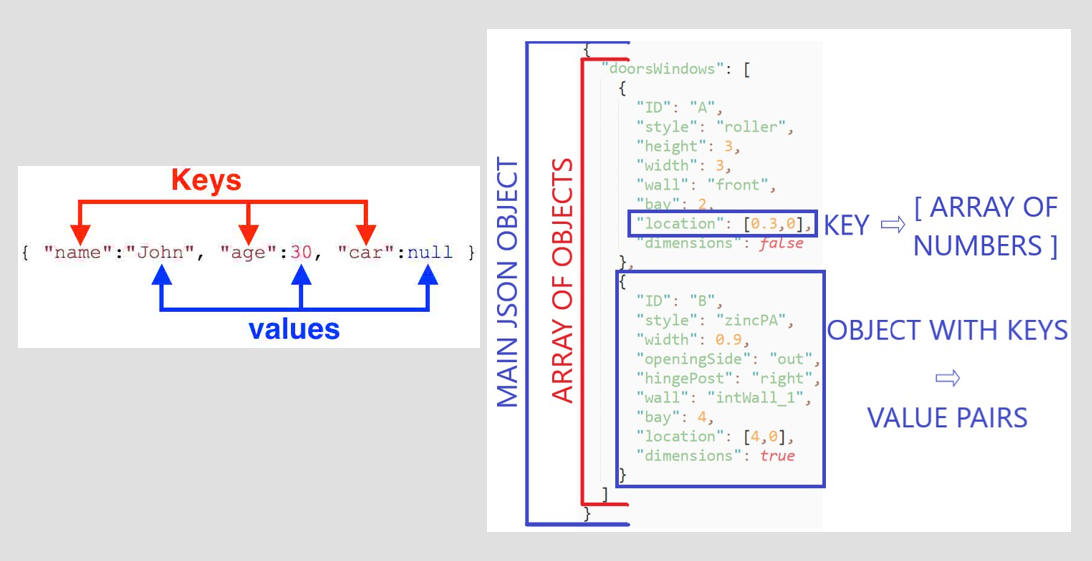 Keys
{ "name":"John", "age":30, "car":null }
values
MAIN JSON OBJECT
ARRAY OF OBJECTS
{
"doorsWindows": [
{
"ID": "A",
"style": "roller",
"height": 3,
"width": 3,
"wall": "front",
"bay": 2,
"location": [0.3,0],
"dimensions": false
},
{
"ID": "B",
"style": "zincPA",
"width": 0.9,
"openingSide": "out",
"hingePost": "right",
"wall": "intWall_1",
"bay": 4,
"location": [4,0],
"dimensions": true
}
]
}
KEY ⇨ [ ARRAY OF
NUMBERS ]
OBJECT WITH KEYS
⇨
VALUE PAIRS